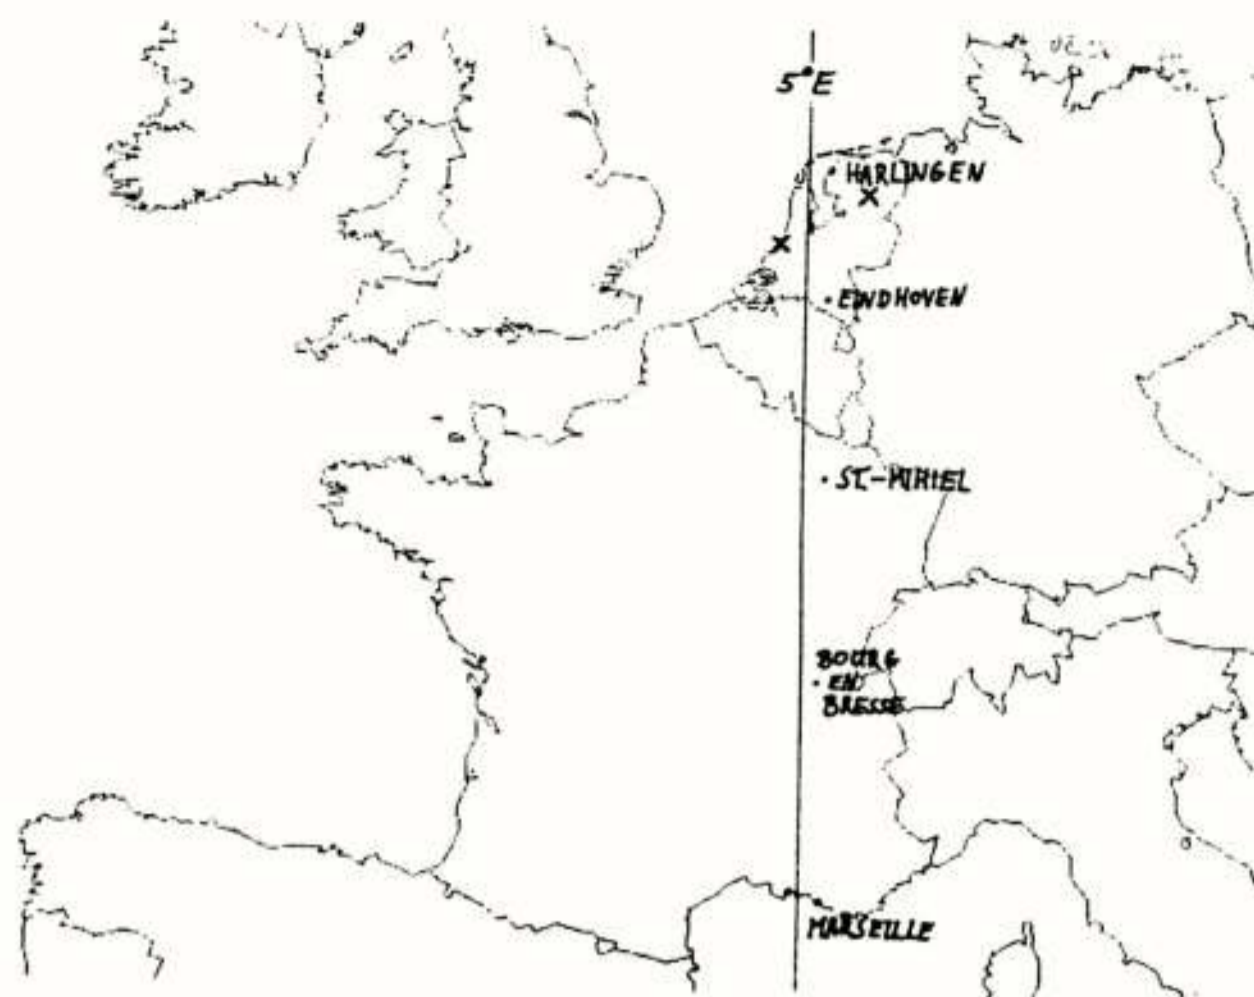 5°E
HARLINGEN
X
X
EINDHOVEN
ST.-MIHIEL
BOURG
EN
BRESSE
MARSEILLE